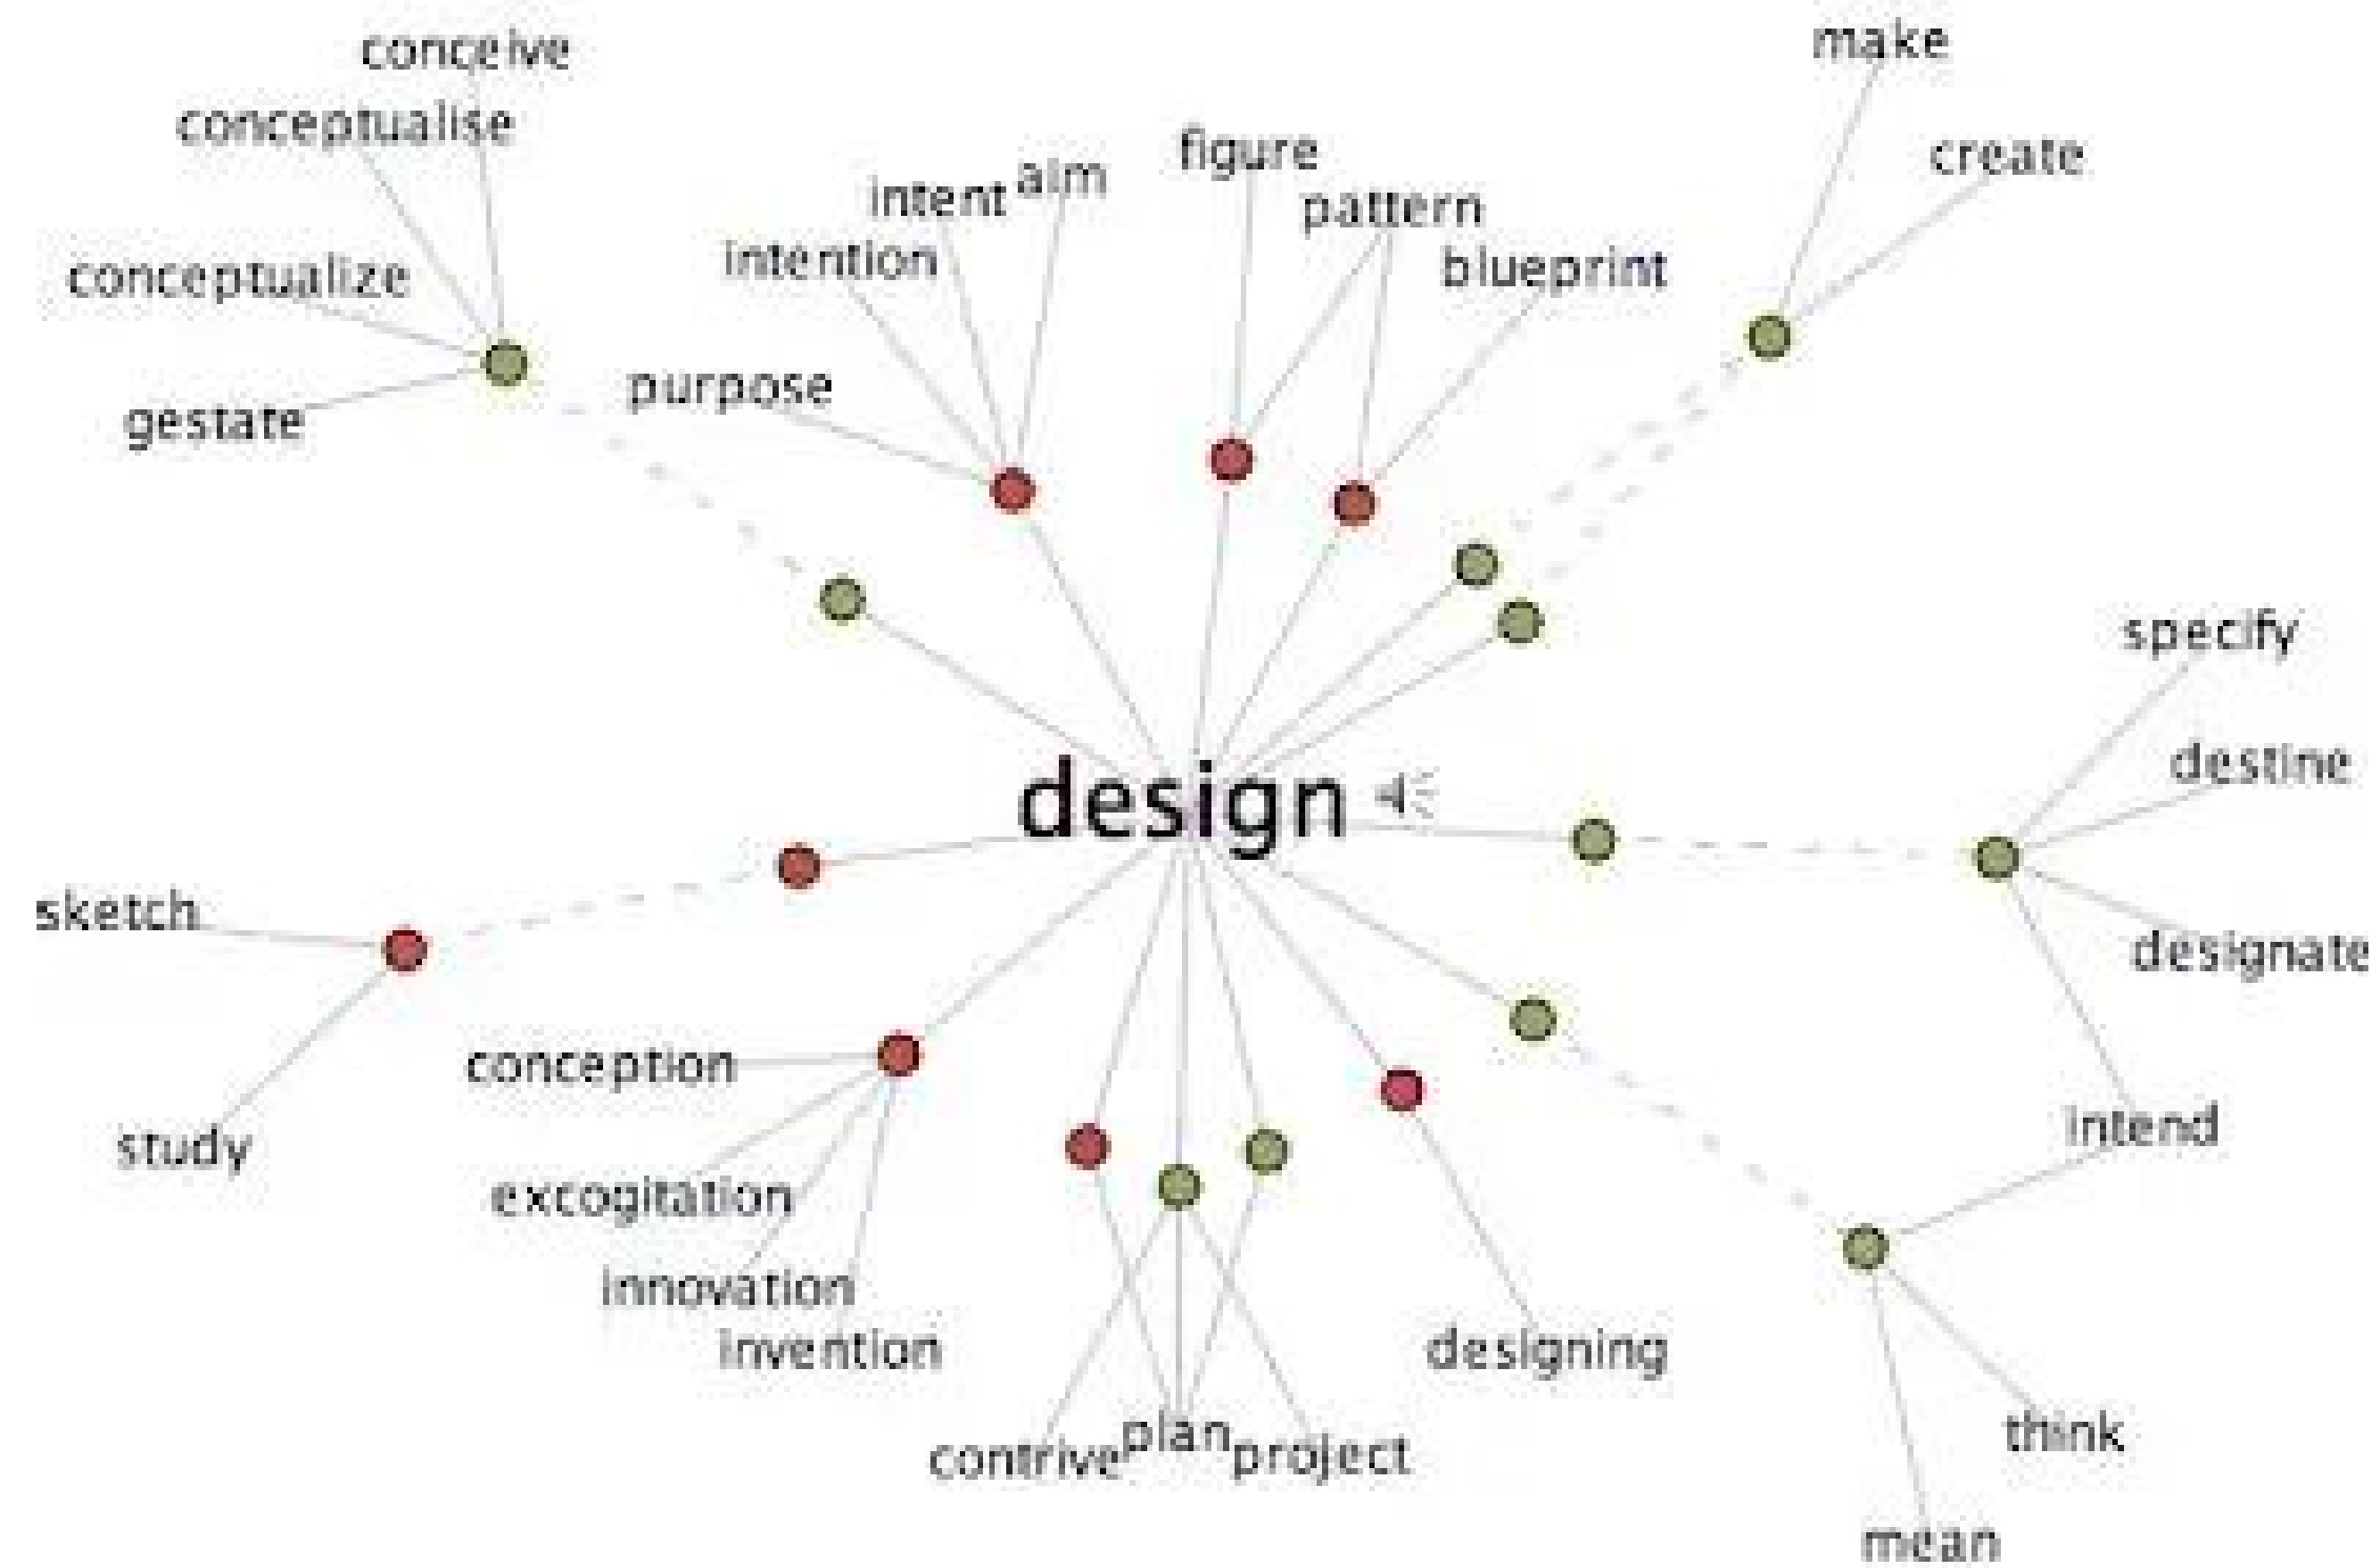 conceive
make
conceptualise
figure
create
aim
intent
pattern
intention
blueprint
conceptualize
purpose
gestate
specify
destine
design
sketch
designate
conception
intend
study
excogitation
innovation
invention
designing
plan
think
contrive
project
mean